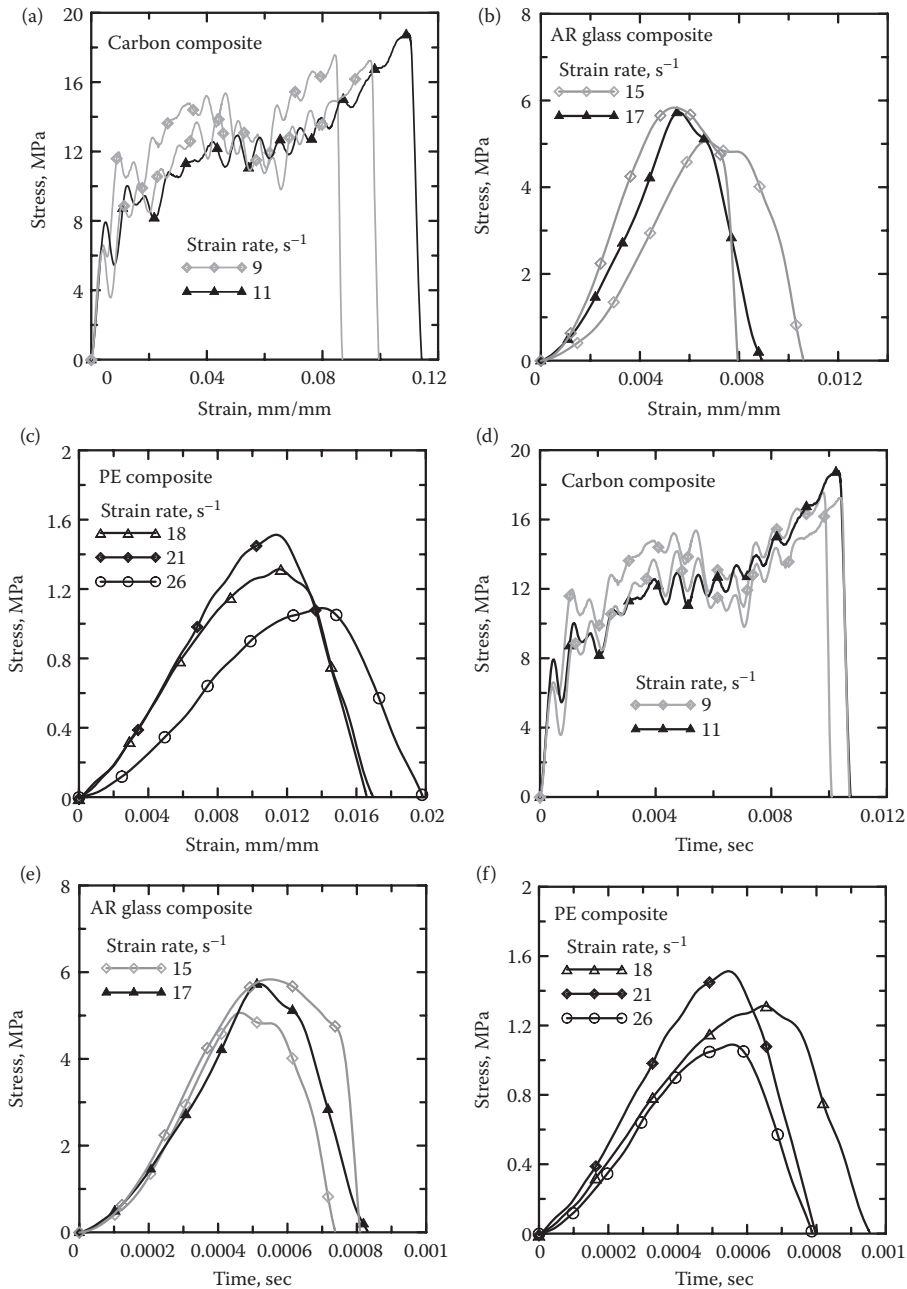 (a)
20
16
12
8
4
0
Stress, MPa
Carbon composite
Strain rate, s⁻¹
9
11
0 0.04 0.08 0.12
Strain, mm/mm
(b)
8
6
4
2
0
Stress, MPa
AR glass composite
Strain rate, s⁻¹
15
17
0 0.004 0.008 0.012
Strain, mm/mm
(c)
2
1.6
1.2
0.8
0.4
0
Stress, MPa
PE composite
Strain rate, s⁻¹
18
21
26
0 0.004 0.008 0.012 0.016 0.02
Strain, mm/mm
(d)
20
16
12
8
4
0
Stress, MPa
Carbon composite
Strain rate, s⁻¹
9
11
0 0.004 0.008 0.012
Time, sec
(e)
8
6
4
2
0
Stress, MPa
AR glass composite
Strain rate, s⁻¹
15
17
0 0.0002 0.0004 0.0006 0.0008 0.001
Time, sec
(f)
2
1.6
1.2
0.8
0.4
0
Stress, MPa
PE composite
Strain rate, s⁻¹
18
21
26
0 0.0002 0.0004 0.0006 0.0008 0.001
Time, sec